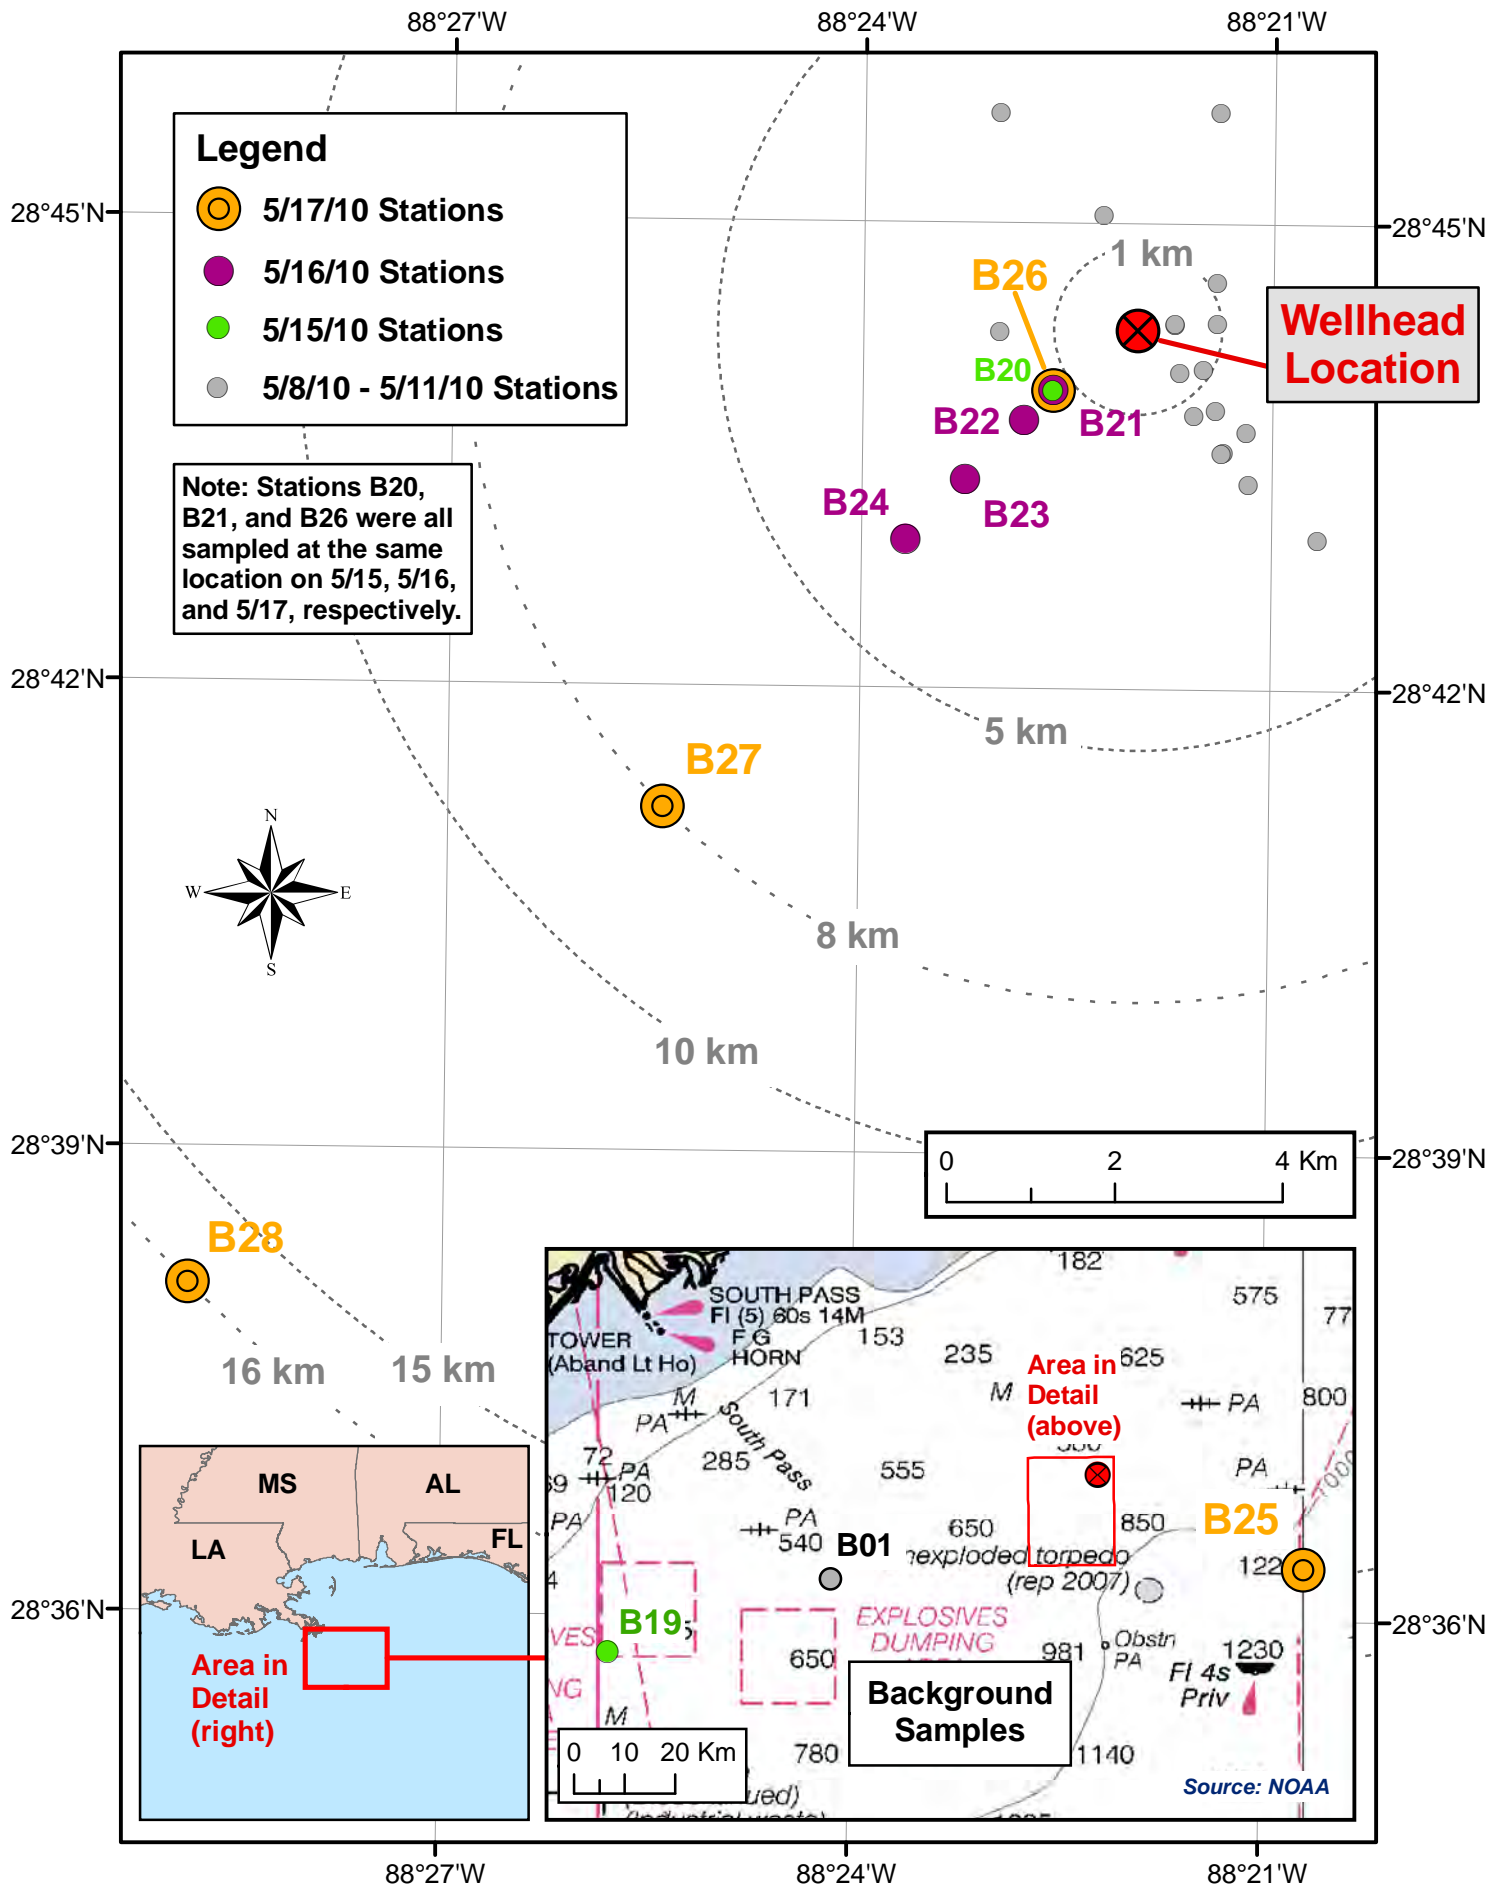 88°27'W
88°24'W
88°21'W
Legend
5/17/10 Stations
5/16/10 Stations
5/15/10 Stations
5/8/10 - 5/11/10 Stations
28°45'N
28°45'N
1 km
B26
Wellhead
Location
B20
B22
B21
Note: Stations B20,
B21, and B26 were all
sampled at the same
location on 5/15, 5/16,
and 5/17, respectively.
B24
B23
28°42'N
28°42'N
5 km
B27
N
W
E
S
8 km
10 km
28°39'N
28°39'N
0 2 4 Km
B28
16 km
15 km
182
575
77
SOUTH PASS
Fl (5) 60s 14M
F G
HORN
TOWER
(Aband Lt Ho)
153
235
625
Area in
Detail
(above)
M
M
PA
171
South Pass
PA
800
1000
72
PA
120
69
285
555
PA
PA
PA
540
650
850
B25
B01
122
exploded torpedo
(rep 2007)
4
MS
AL
LA
FL
28°36'N
28°36'N
B19
VES
NG
EXPLOSIVES
DUMPING
650
981
Obstn
PA
1230
Fl 4s
Priv
Area in
Detail
(right)
Background
Samples
M
0 10 20 Km
780
1140
Source: NOAA
88°27'W
88°24'W
88°21'W